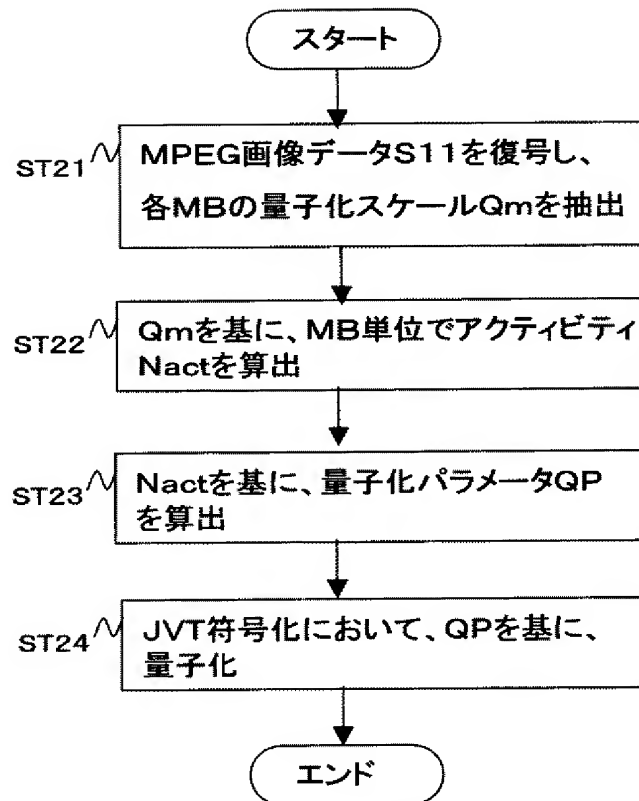 スタート
ST21
MPEG画像データS11を復号し、
各MBの量子化スケールQmを抽出
ST22
Qmを基に、MB単位でアクティビティ
Nactを算出
ST23
Nactを基に、量子化パラメータQP
を算出
ST24
JVT符号化において、QPを基に、
量子化
エンド